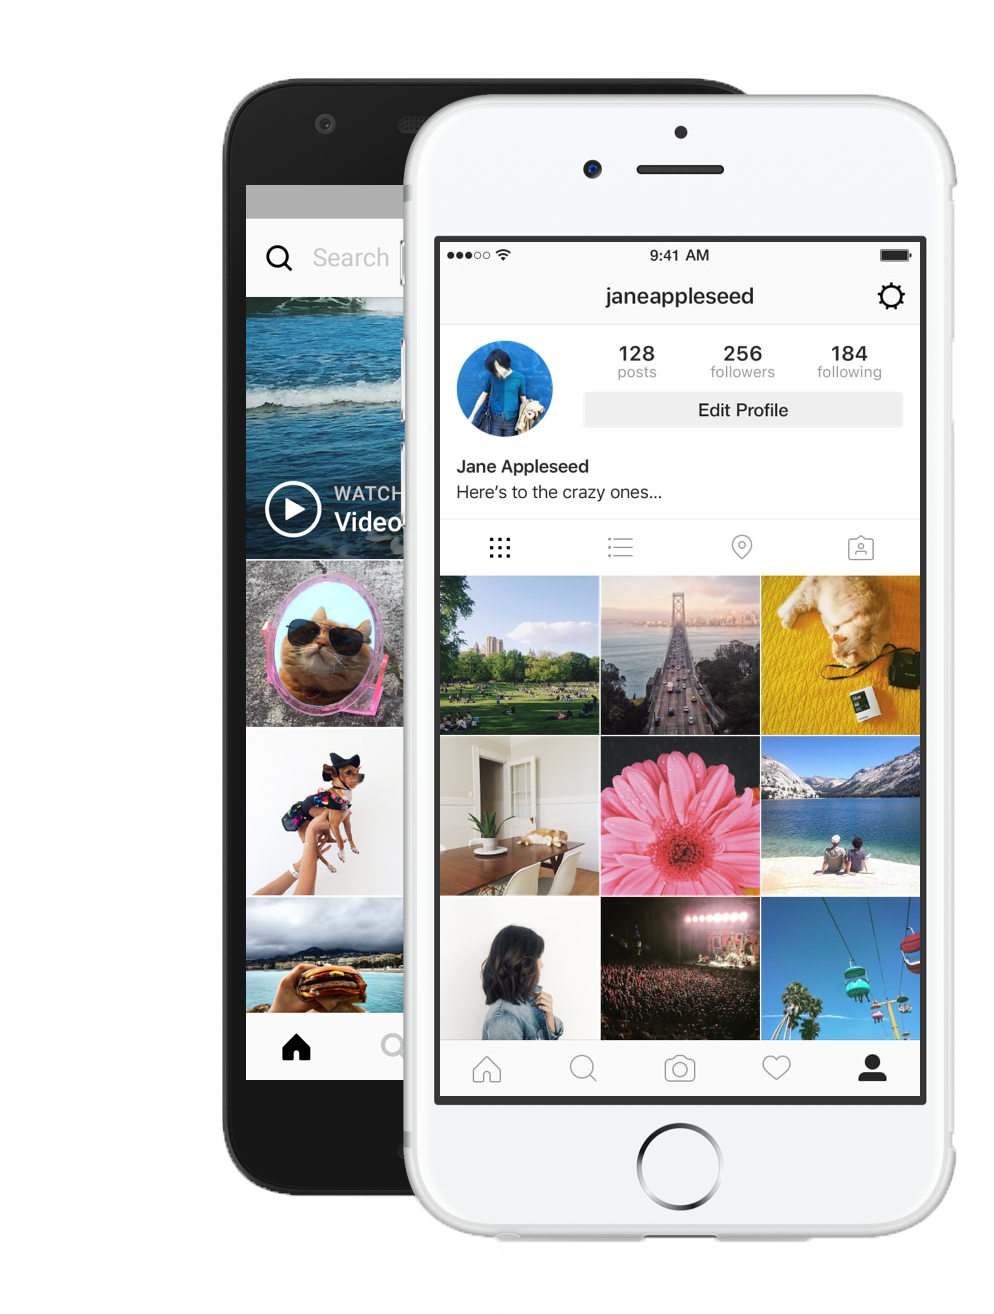 Search
WATCH
Video
9:41 AM
janeappleseed
128
posts
256
followers
184
following
Edit Profile
Jane Appleseed
Here's to the crazy ones...